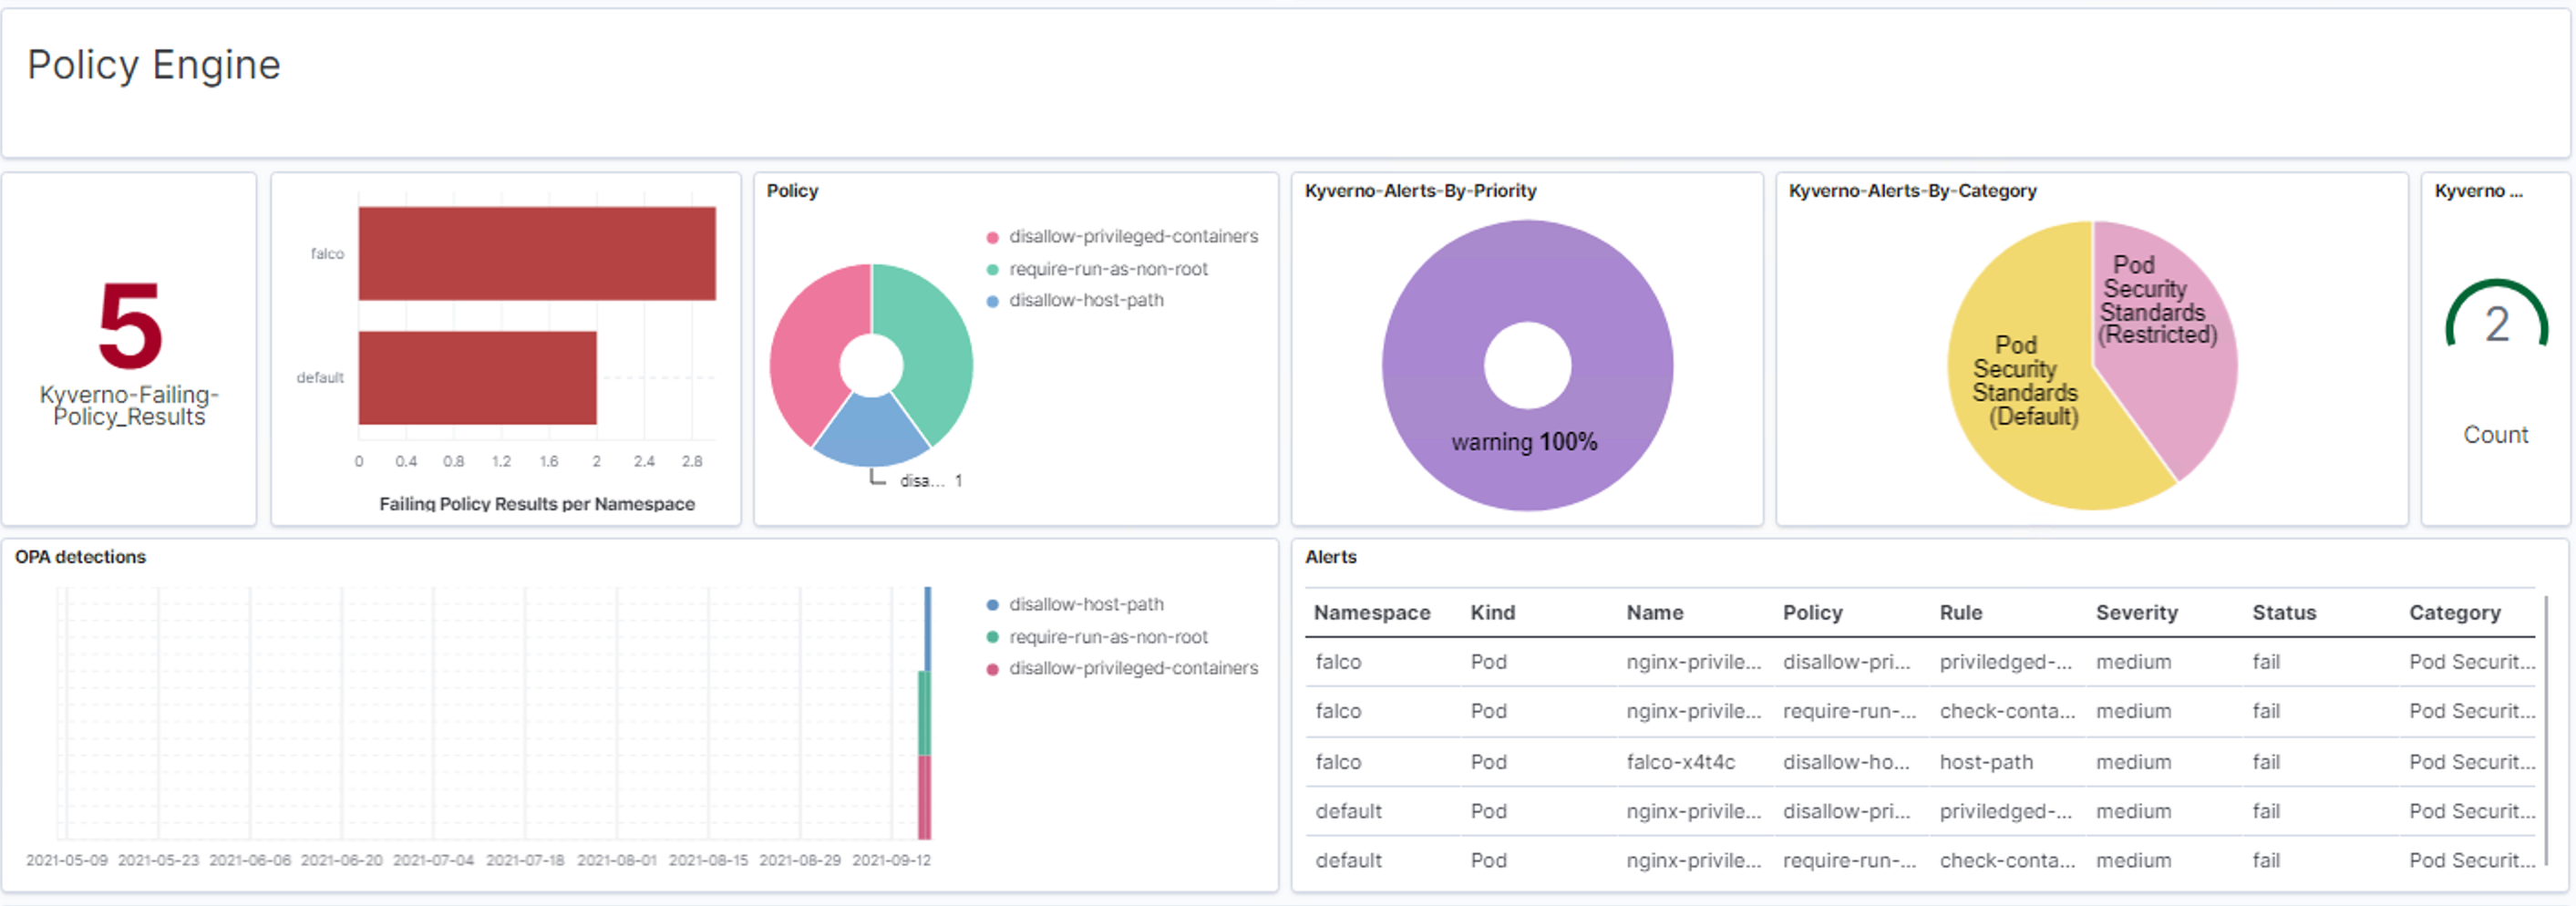 Policy Engine
5
Kyverno-Failing-
Policy_Results
falco
default
0 0.4 0.8 1.2 1.6 2 2.4 2.8
Failing Policy Results per Namespace
Policy
disallow-privileged-containers
require-run-as-non-root
disallow-host-path
disa... 1
Kyverno-Alerts-By-Priority
warning 100%
Kyverno-Alerts-By-Category
Pod
Security
Standards
(Restricted)
Pod
Security
Standards
(Default)
Kyverno ...
2
Count
OPA detections
disallow-host-path
require-run-as-non-root
disallow-privileged-containers
2021-05-09 2021-05-23 2021-06-06 2021-06-20 2021-07-04 2021-07-18 2021-08-01 2021-08-15 2021-08-29 2021-09-12
Alerts
Namespace Kind Name Policy Rule Severity Status Category
falco Pod nginx-privile... disallow-pri... priviledged-... medium fail Pod Securit...
falco Pod nginx-privile... require-run-... check-conta... medium fail Pod Securit...
falco Pod falco-x4t4c disallow-ho... host-path medium fail Pod Securit...
default Pod nginx-privile... disallow-pri... priviledged-... medium fail Pod Securit...
default Pod nginx-privile... require-run-... check-conta... medium fail Pod Securit...